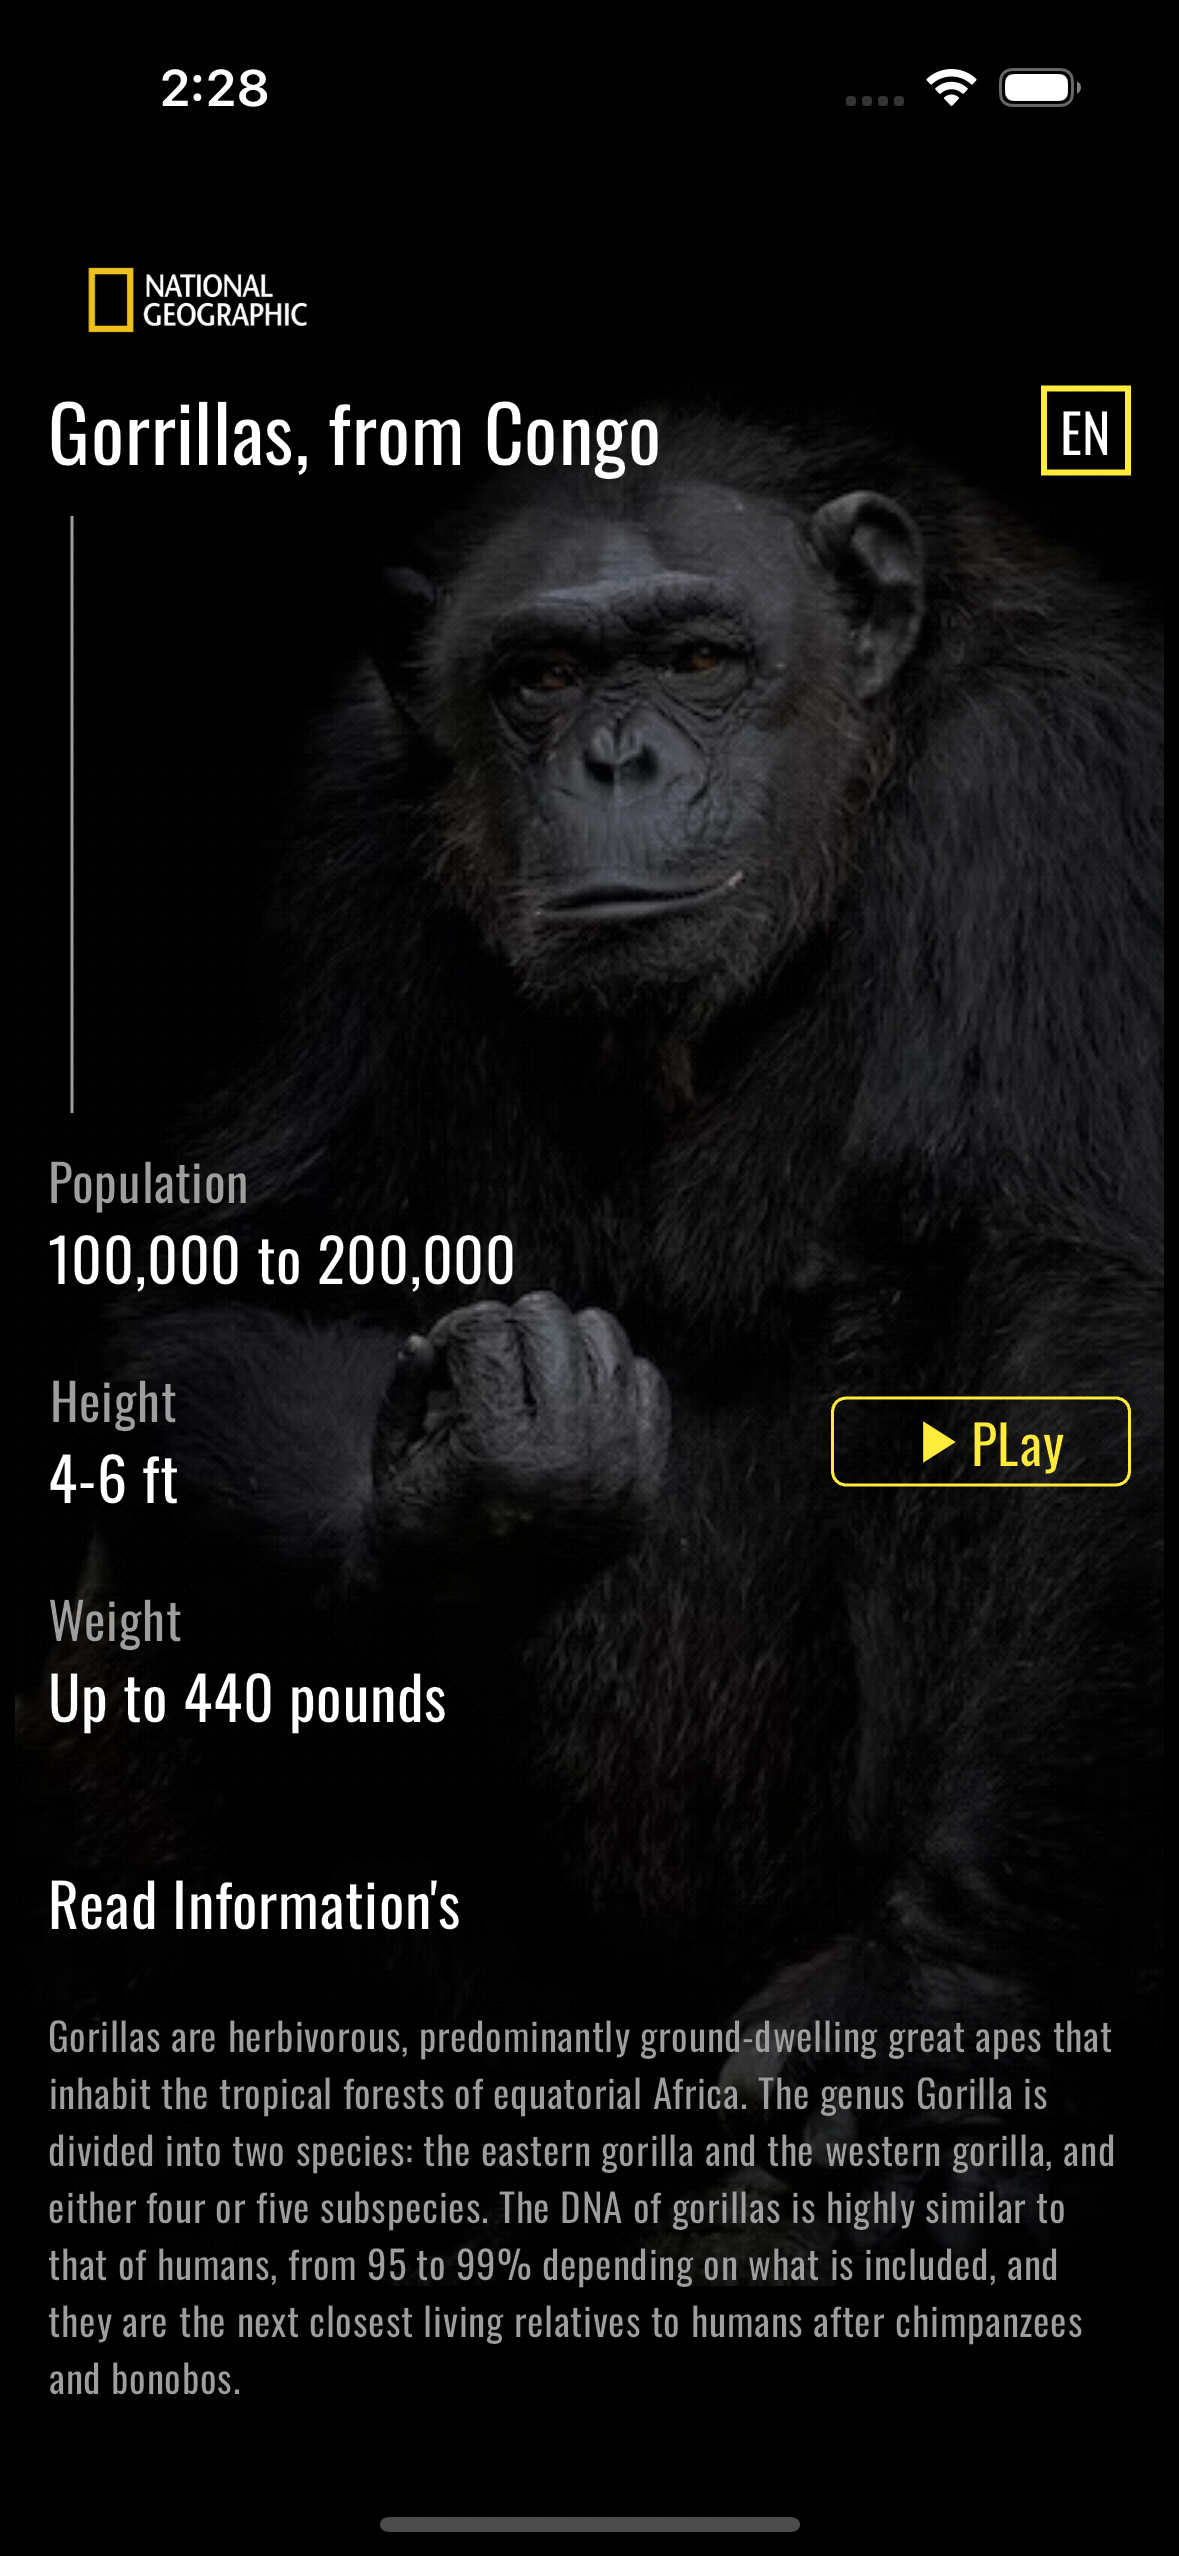 2:28
NATIONAL
GEOGRAPHIC
Gorrillas, from Congo
EN
Population
100,000 to 200,000
Height
4-6 ft
PLay
Weight
Up to 440 pounds
Read Information's
Gorillas are herbivorous, predominantly ground-dwelling great apes that
inhabit the tropical forests of equatorial Africa. The genus Gorilla is
divided into two species: the eastern gorilla and the western gorilla, and
either four or five subspecies. The DNA of gorillas is highly similar to
that of humans, from 95 to 99% depending on what is included, and
they are the next closest living relatives to humans after chimpanzees
and bonobos.